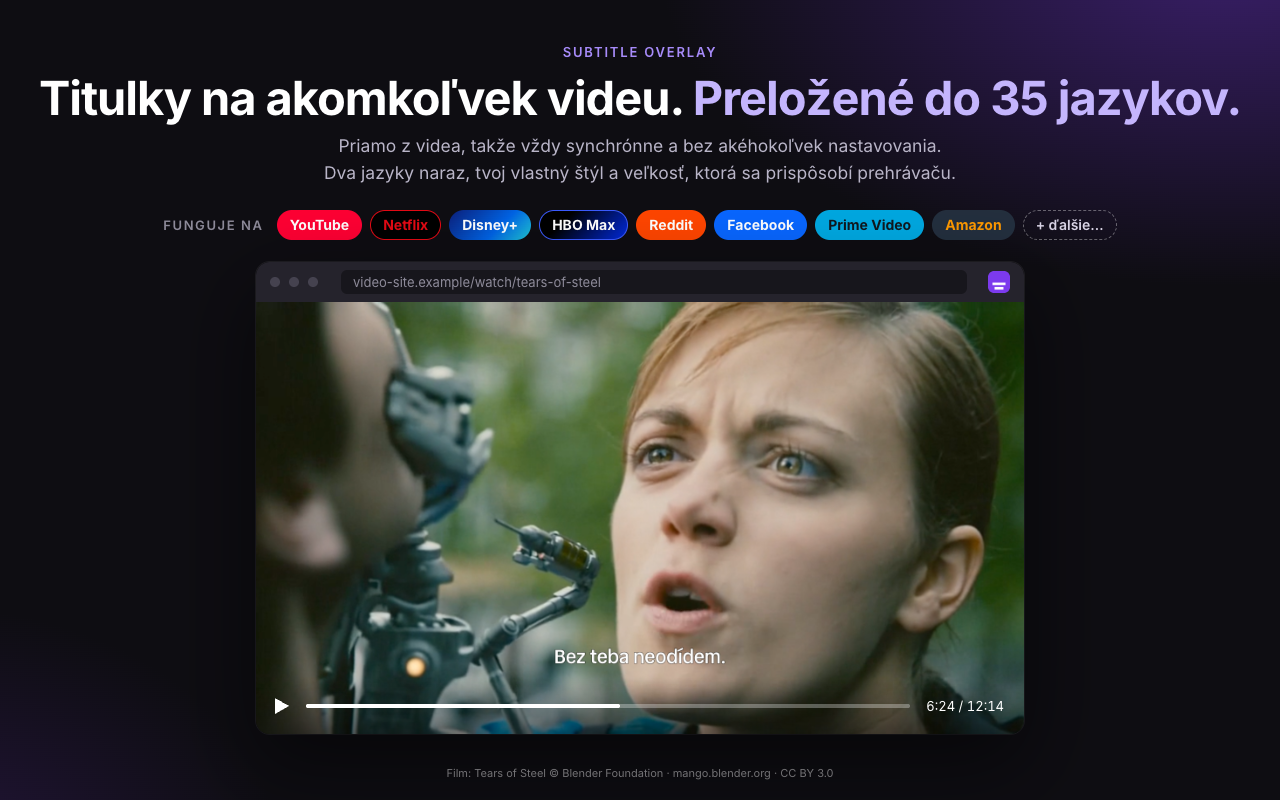 SUBTITLE OVERLAY
Titulky na akomkoľvek videu. Preložené do 35 jazykov.
Priamo z videa, takže vždy synchrónne a bez akéhokoľvek nastavovania.
Dva jazyky naraz, tvoj vlastný štýl a veľkosť, ktorá sa prispôsobí prehrávaču.
FUNGUJE NA YouTube Netflix Disney+ HBO Max Reddit Facebook Prime Video Amazon + ďalšie...
video-site.example/watch/tears-of-steel
Bez teba neodídem.
6:24 / 12:14
Film: Tears of Steel © Blender Foundation · mango.blender.org · CC BY 3.0